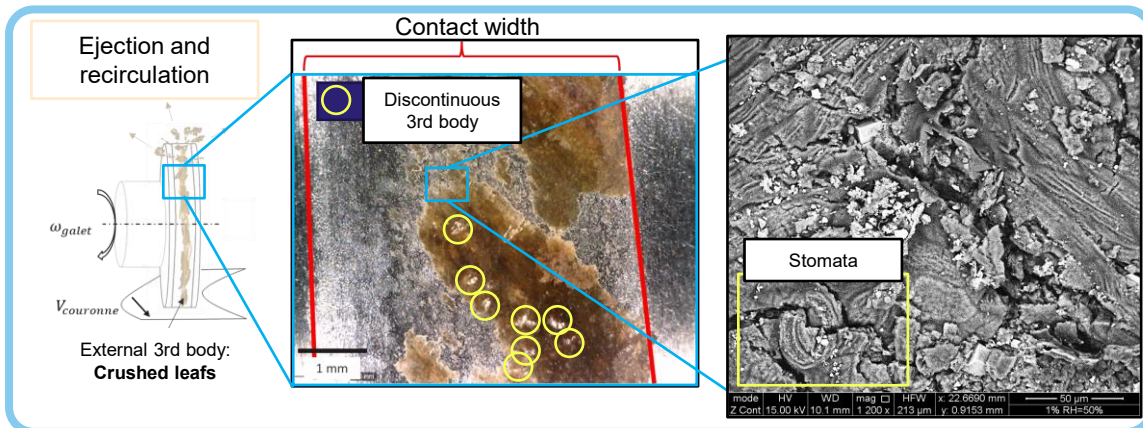 Ejection and
recirculation
ω_galet
V_couronne
External 3rd body:
Crushed leafs
Contact width
Discontinuous
3rd body
1 mm
Stomata
mode HV WD mag HFW x: 22.6690 mm 50 µm
Z Cont 15.00 kV 10.1 mm 1 200 x 213 µm y: 0.9153 mm 1% RH=50%